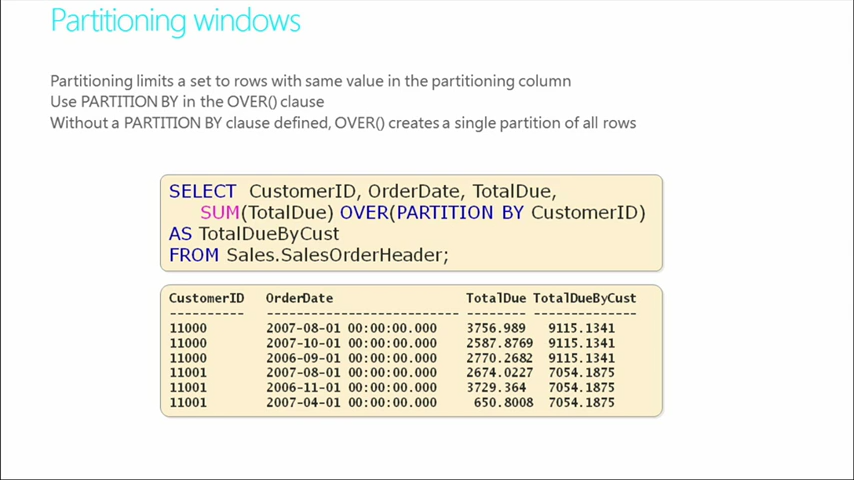 Partitioning windows
Partitioning limits a set to rows with same value in the partitioning column
Use PARTITION BY in the OVER() clause
Without a PARTITION BY clause defined, OVER() creates a single partition of all rows
SELECT CustomerID, OrderDate, TotalDue,
SUM(TotalDue) OVER(PARTITION BY CustomerID)
AS TotalDueByCust
FROM Sales.SalesOrderHeader;
CustomerID OrderDate TotalDue TotalDueByCust
---------- ------------------------- -------- --------------
11000 2007-08-01 00:00:00.000 3756.989 9115.1341
11000 2007-10-01 00:00:00.000 2587.8769 9115.1341
11000 2006-09-01 00:00:00.000 2770.2682 9115.1341
11001 2007-08-01 00:00:00.000 2674.0227 7054.1875
11001 2006-11-01 00:00:00.000 3729.364 7054.1875
11001 2007-04-01 00:00:00.000 650.8008 7054.1875